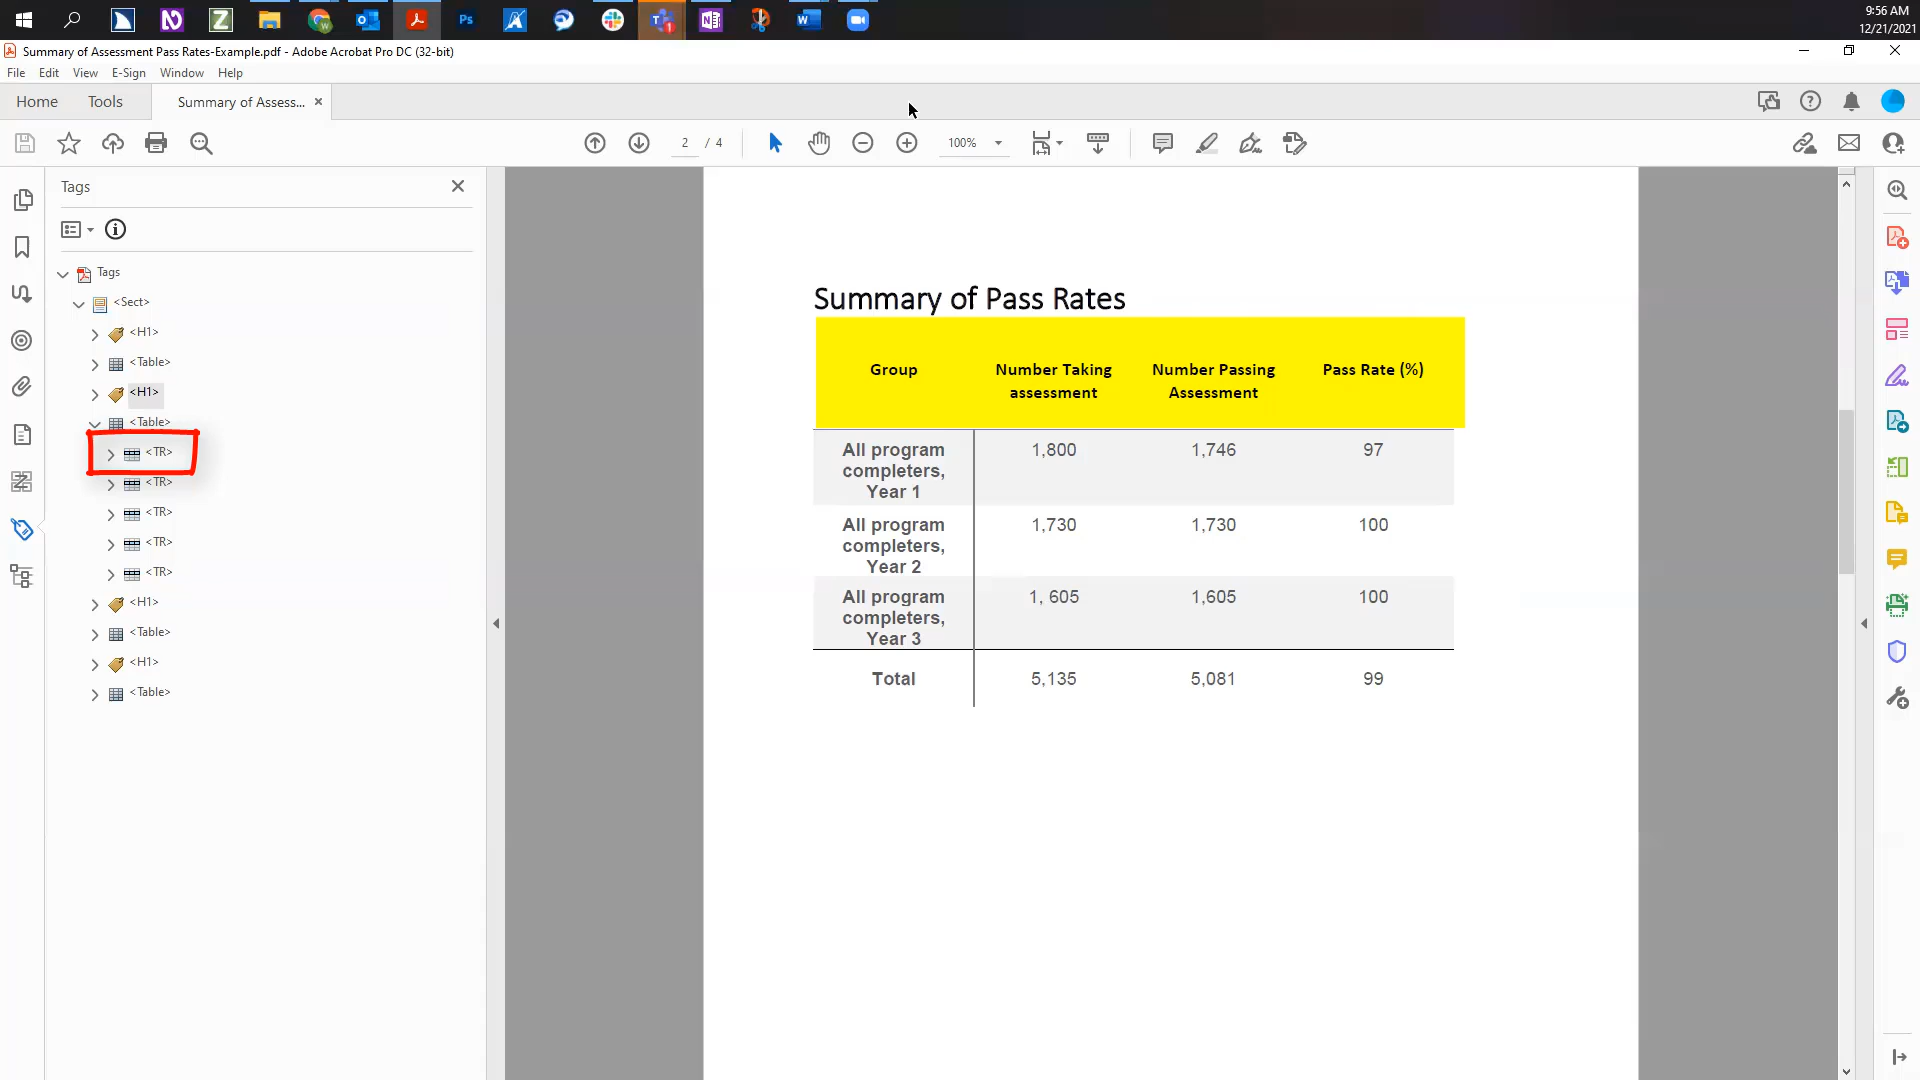 9:56 AM
12/21/2021
Summary of Assessment Pass Rates-Example.pdf - Adobe Acrobat Pro DC (32-bit)
File Edit View E-Sign Window Help
Home Tools Summary of Assess... ×
2 / 4 100%
Tags
Tags
<Sect>
<H1>
<Table>
<H1>
<Table>
<TR>
<TR>
<TR>
<TR>
<TR>
<H1>
<Table>
<H1>
<Table>
Summary of Pass Rates
Group Number Taking assessment Number Passing Assessment Pass Rate (%)
All program completers, Year 1 1,800 1,746 97
All program completers, Year 2 1,730 1,730 100
All program completers, Year 3 1, 605 1,605 100
Total 5,135 5,081 99